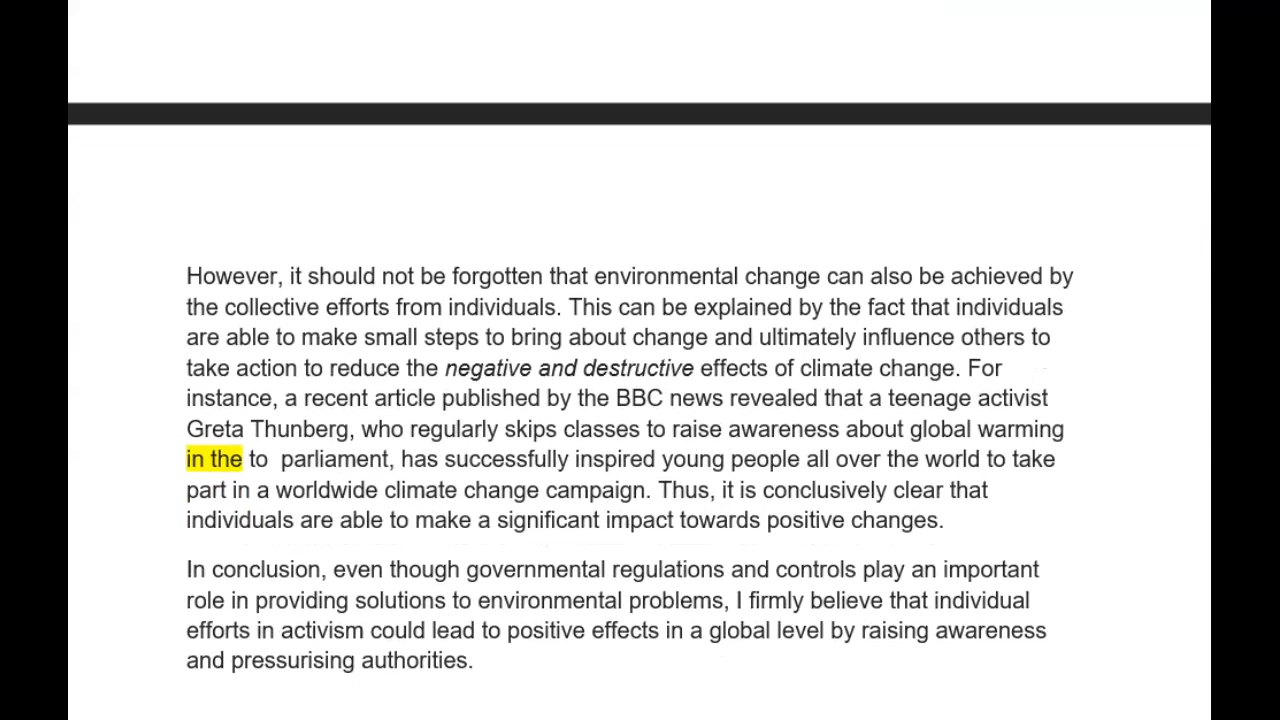 However, it should not be forgotten that environmental change can also be achieved by
the collective efforts from individuals. This can be explained by the fact that individuals
are able to make small steps to bring about change and ultimately influence others to
take action to reduce the negative and destructive effects of climate change. For
instance, a recent article published by the BBC news revealed that a teenage activist
Greta Thunberg, who regularly skips classes to raise awareness about global warming
in the to  parliament, has successfully inspired young people all over the world to take
part in a worldwide climate change campaign. Thus, it is conclusively clear that
individuals are able to make a significant impact towards positive changes.
In conclusion, even though governmental regulations and controls play an important
role in providing solutions to environmental problems, I firmly believe that individual
efforts in activism could lead to positive effects in a global level by raising awareness
and pressurising authorities.